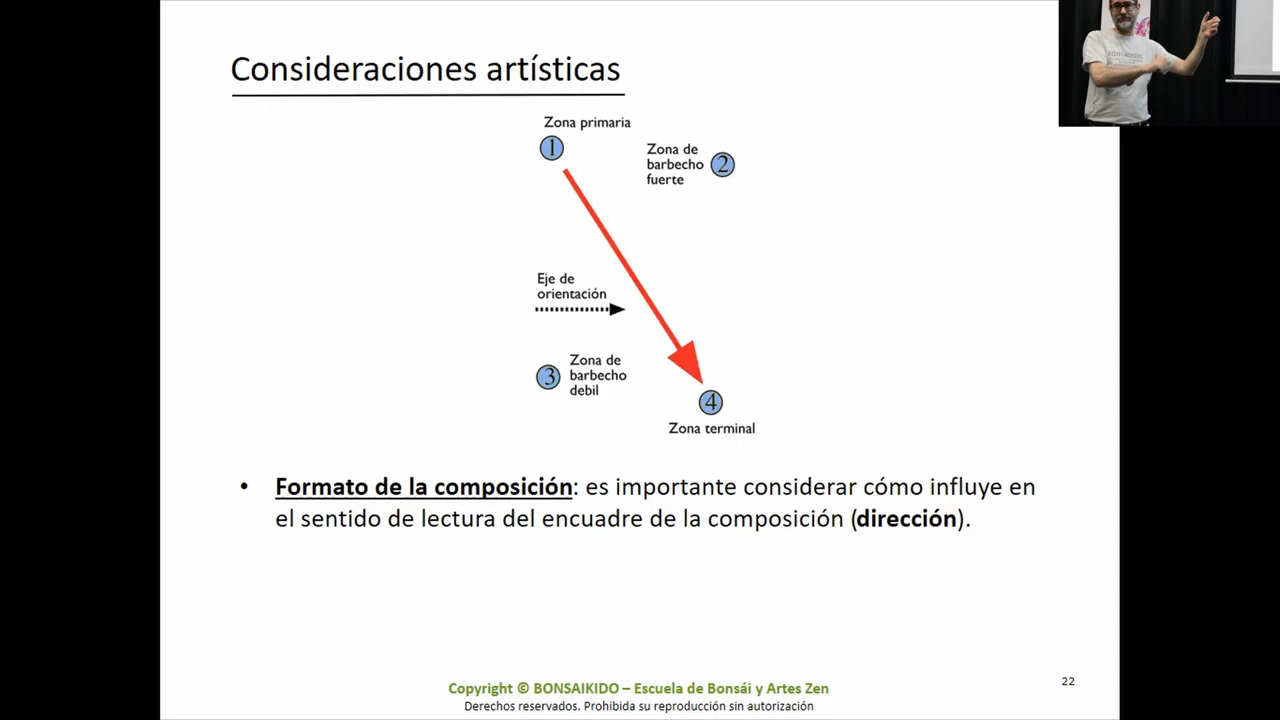 Consideraciones artísticas
Zona primaria
1
Zona de
barbecho
fuerte
2
Eje de
orientación
3
Zona de
barbecho
debil
4
Zona terminal
• Formato de la composición: es importante considerar cómo influye en
el sentido de lectura del encuadre de la composición (dirección).
22
Copyright © BONSAIKIDO – Escuela de Bonsái y Artes Zen
Derechos reservados. Prohibida su reproducción sin autorización